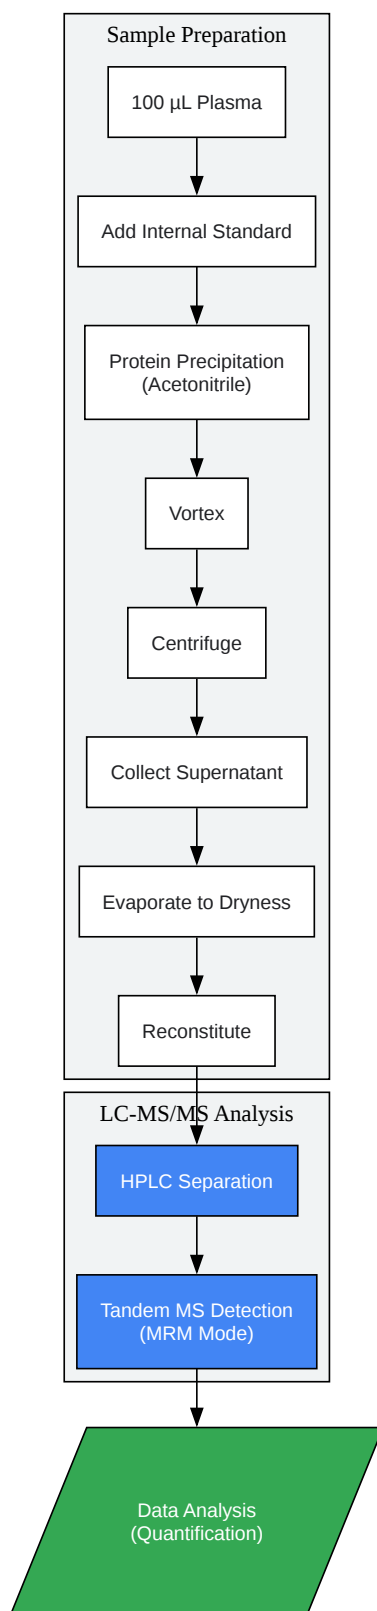 Sample Preparation
100 µL Plasma
Add Internal Standard
Protein Precipitation
(Acetonitrile)
Vortex
Centrifuge
Collect Supernatant
Evaporate to Dryness
Reconstitute
LC-MS/MS Analysis
HPLC Separation
Tandem MS Detection
(MRM Mode)
Data Analysis
(Quantification)